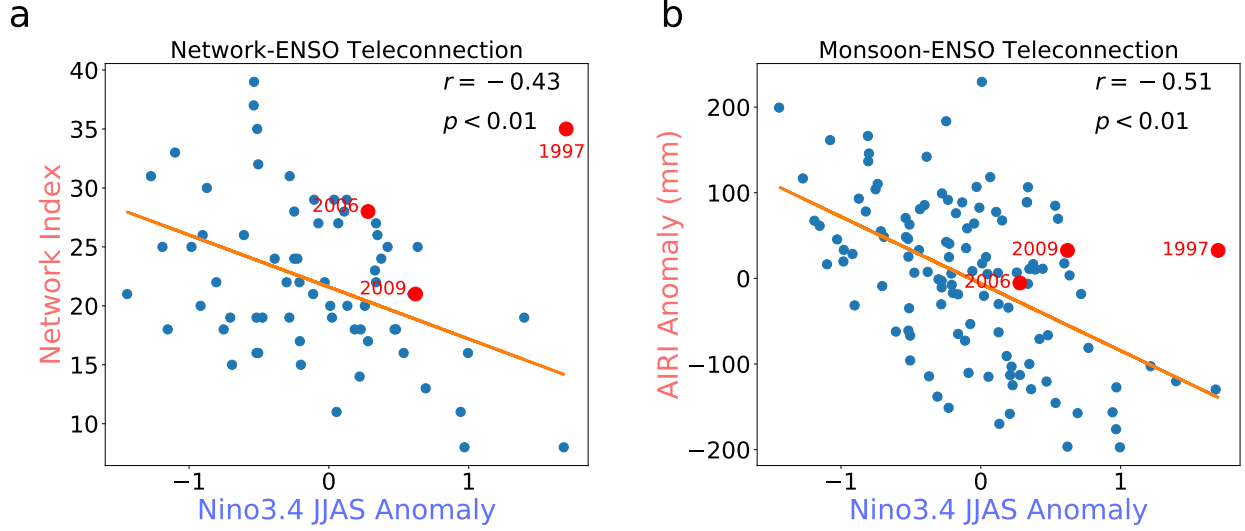 a
Network-ENSO Teleconnection
r = −0.43
p < 0.01
1997
2006
2009
40
35
30
25
20
15
10
−1
0
1
Network Index
Nino3.4 JJAS Anomaly
b
Monsoon-ENSO Teleconnection
r = −0.51
p < 0.01
2009
1997
2006
200
100
0
−100
−200
−1
0
1
AIRI Anomaly (mm)
Nino3.4 JJAS Anomaly